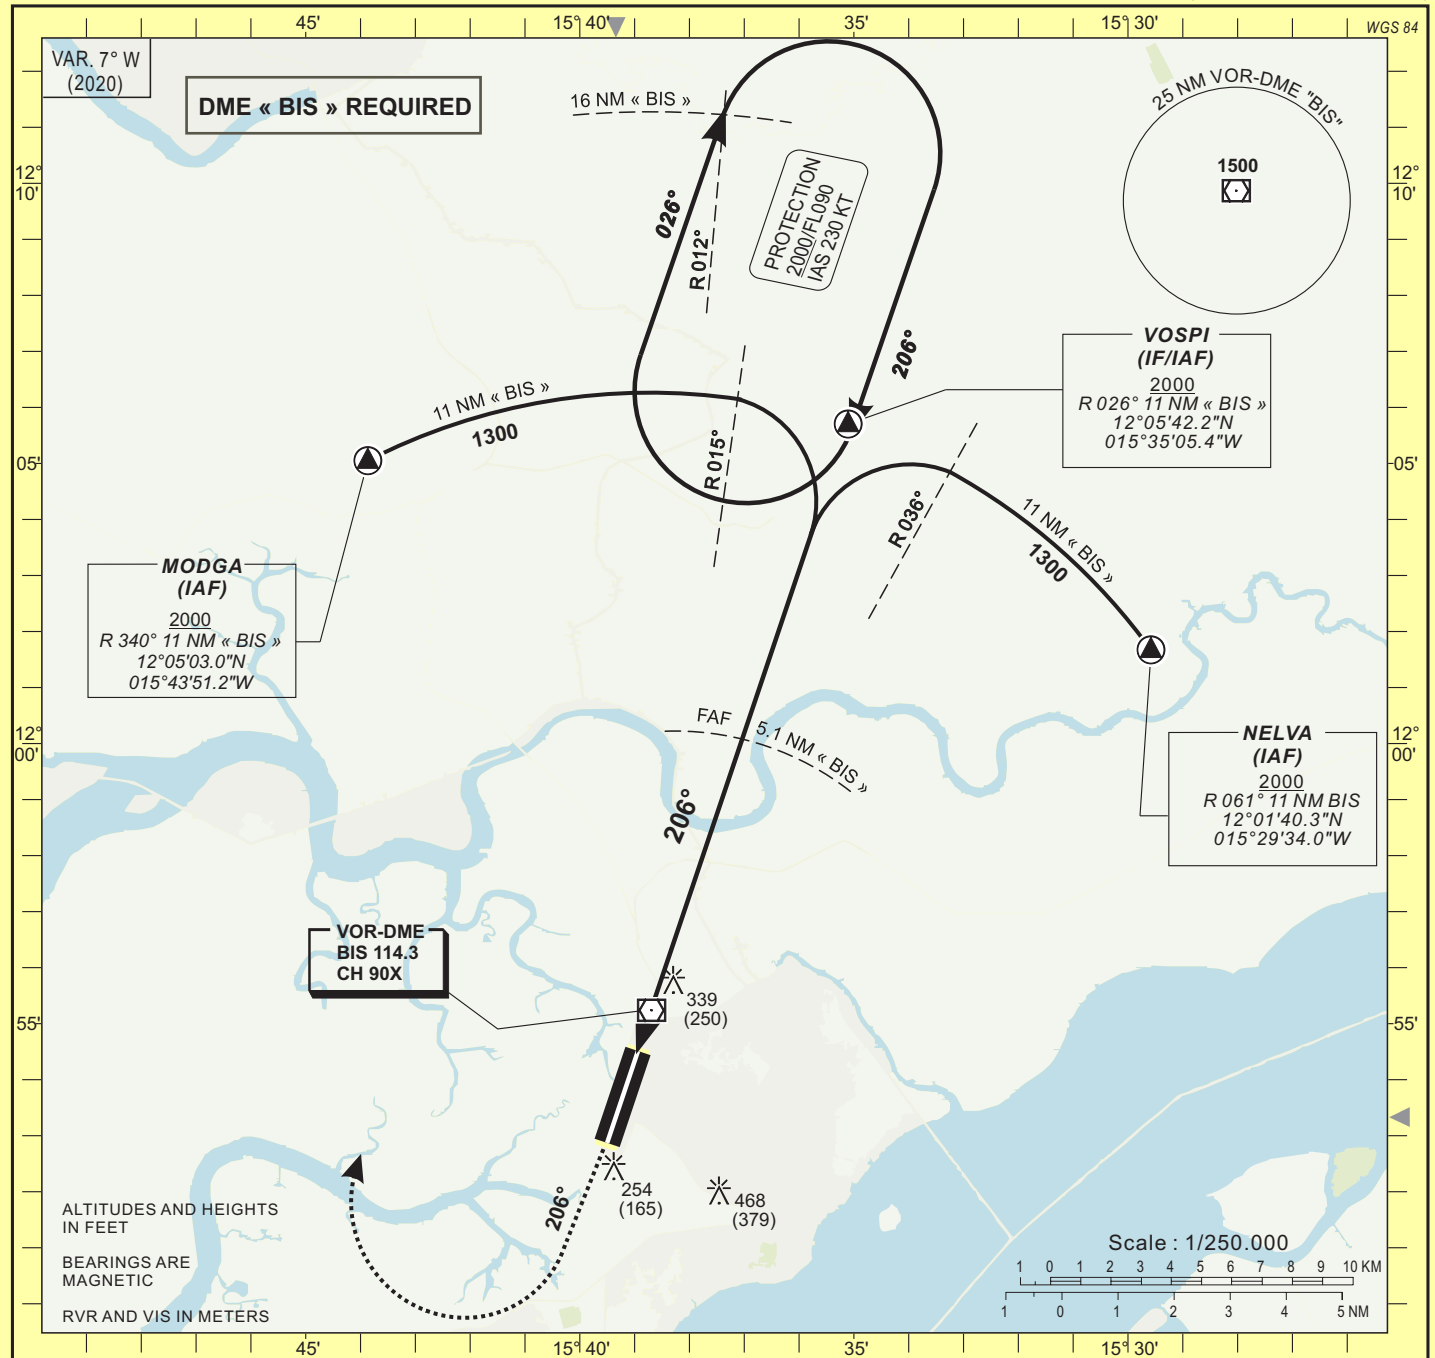 45'
15° 40'
35'
15° 30'
WGS 84
VAR. 7° W
(2020)
DME « BIS » REQUIRED
16 NM « BIS »
25 NM VOR-DME "BIS"
1500
12°
10'
12°
10'
026°
R 012°
PROTECTION
2000/FL090
IAS 230 KT
206°
VOSPI
(IF/IAF)
2000
R 026° 11 NM « BIS »
12°05'42.2"N
015°35'05.4"W
11 NM « BIS »
1300
R 015°
05'
05'
R 036°
11 NM « BIS »
1300
MODGA
(IAF)
2000
R 340° 11 NM « BIS »
12°05'03.0"N
015°43'51.2"W
FAF
5.1 NM « BIS »
12°
00'
12°
00'
NELVA
(IAF)
2000
R 061° 11 NM BIS
12°01'40.3"N
015°29'34.0"W
206°
VOR-DME
BIS 114.3
CH 90X
339
(250)
55'
55'
254
(165)
468
(379)
206°
ALTITUDES AND HEIGHTS
IN FEET
BEARINGS ARE
MAGNETIC
RVR AND VIS IN METERS
Scale : 1/250.000
1 0 1 2 3 4 5 6 7 8 9 10 KM
1 0 1 2 3 4 5 NM
45'
15° 40'
35'
15° 30'